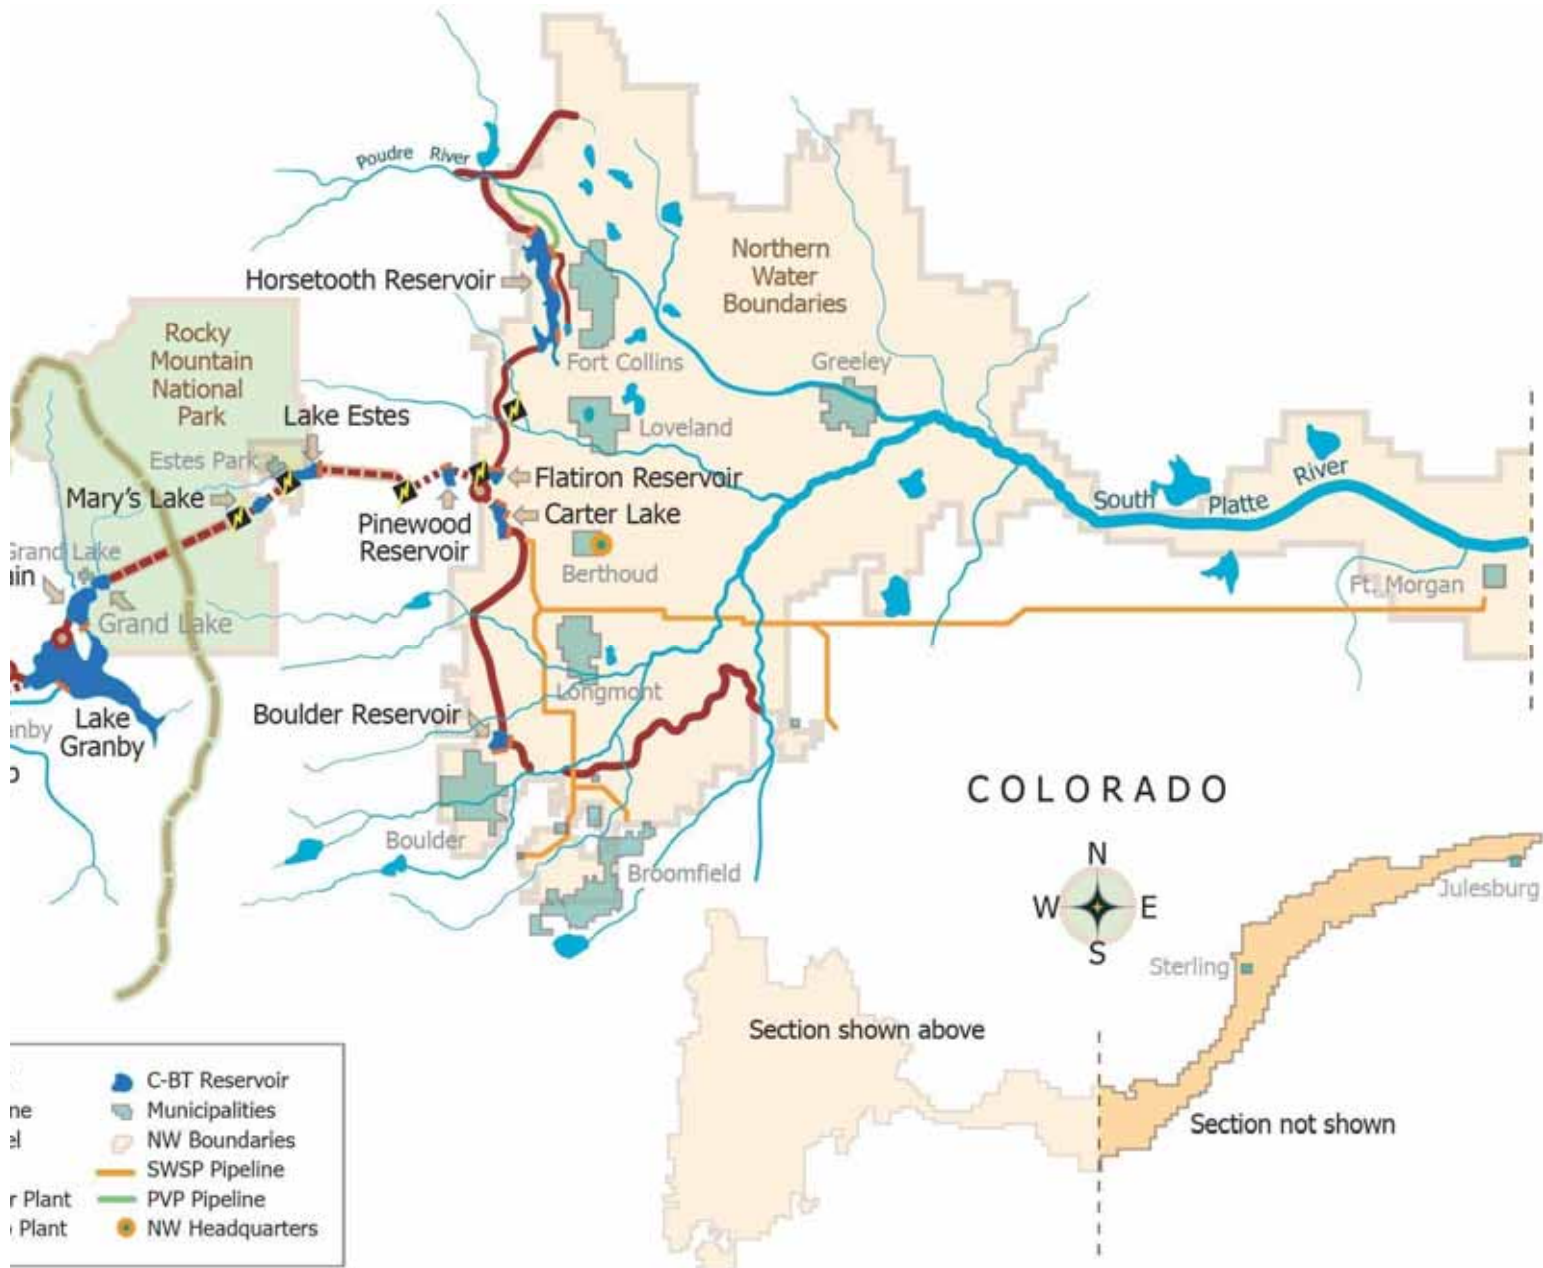 Poudre River
Northern
Water
Boundaries
Horsetooth Reservoir
Rocky
Mountain
National
Park
Fort Collins
Greeley
Lake Estes
Loveland
Estes Park
Flatiron Reservoir
Mary's Lake
South Platte River
Pinewood
Reservoir
Carter Lake
Grand Lake
Berthoud
Ft. Morgan
Grand Lake
Longmont
Boulder Reservoir
Lake
Granby
COLORADO
Boulder
Broomfield
N
W E
S
Julesburg
Sterling
Section shown above
Section not shown
C-BT Reservoir
Municipalities
NW Boundaries
SWSP Pipeline
r Plant
PVP Pipeline
Plant
NW Headquarters